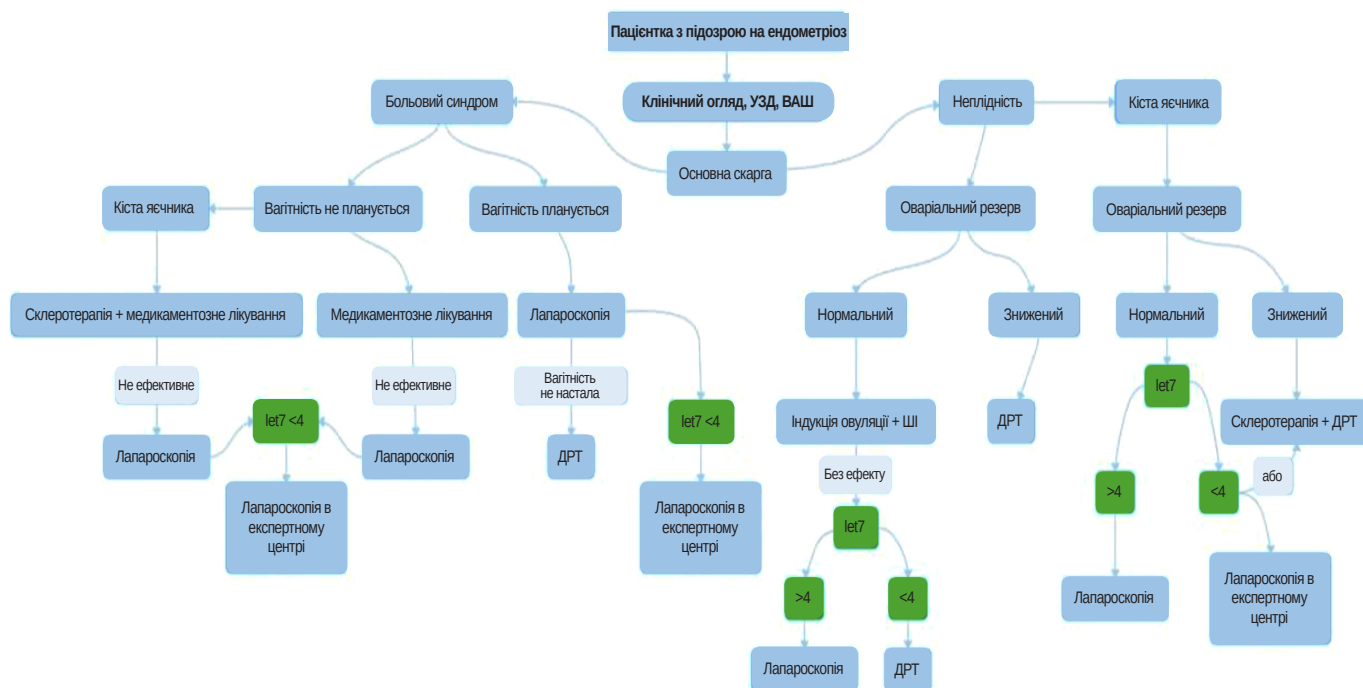 Пацієнтка з підозрою на ендометріоз
Больовий синдром
Клінічний огляд, УЗД, ВАШ
Неплідність
Кіста яєчника
Основна скарга
Кіста яєчника
Вагітність не планується
Вагітність планується
Оваріальний резерв
Оваріальний резерв
Склеротерапія + медикаментозне лікування
Медикаментозне лікування
Лапароскопія
Нормальний
Знижений
Нормальний
Знижений
Не ефективне
Не ефективне
Вагітність
не настала
let7
let7 <4
let7 <4
Індукція овуляції + ШІ
ДРТ
Склеротерапія + ДРТ
Лапароскопія
Лапароскопія
ДРТ
Без ефекту
або
>4
<4
Лапароскопія в
експертному
центрі
Лапароскопія в
експертному
центрі
let7
>4
<4
Лапароскопія
Лапароскопія в
експертному
центрі
Лапароскопія
ДРТ